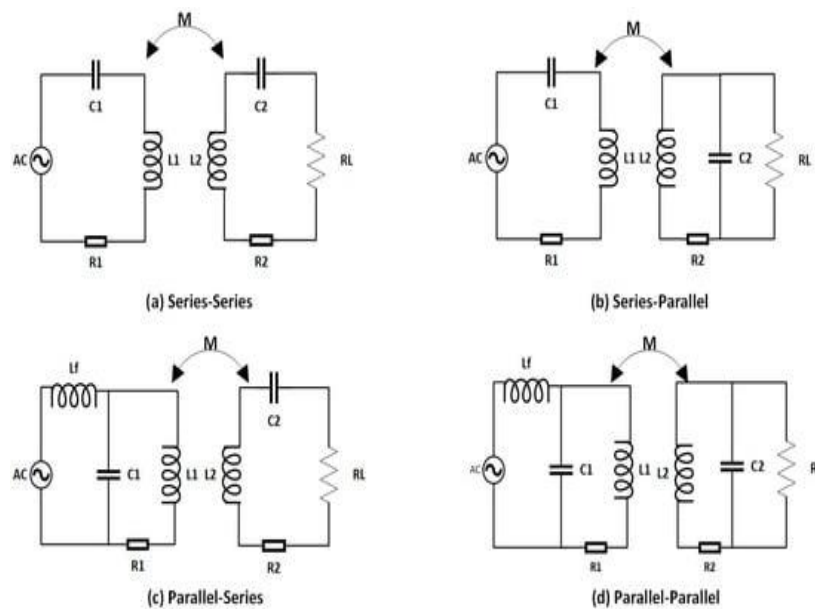 M
C1
C2
AC
L1
L2
RL
R1
R2
(a) Series-Series
M
C1
AC
L1
L2
C2
RL
R1
R2
(b) Series-Parallel
M
Lf
C2
AC
C1
L1
L2
RL
R1
R2
(c) Parallel-Series
M
Lf
AC
C1
L1
L2
C2
R
R1
R2
(d) Parallel-Parallel